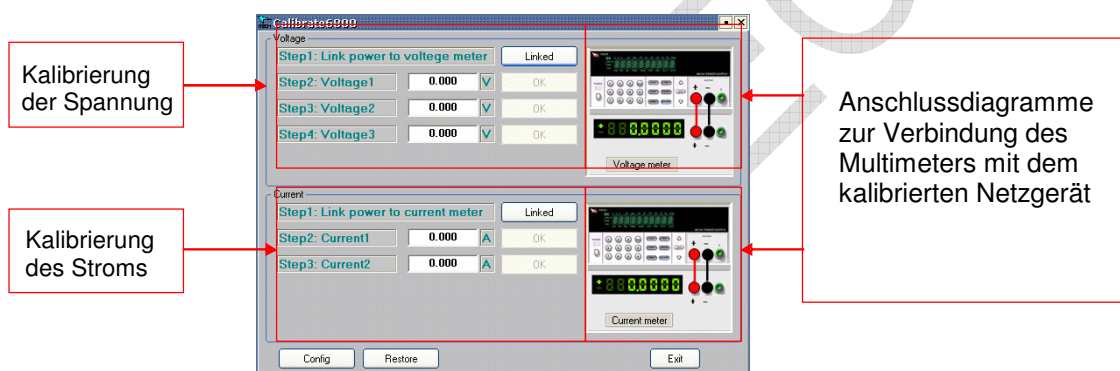 Calibrate6800
Kalibrierung
der Spannung
Voltage
Step1: Link power to voltege meter
Linked
Step2: Voltage1
0.000
V
OK
Step3: Voltage2
0.000
V
OK
Step4: Voltage3
0.000
V
OK
Voltage meter
Anschlussdiagramme
zur Verbindung des
Multimeters mit dem
kalibrierten Netzgerät
Kalibrierung
des Stroms
Current
Step1: Link power to current meter
Linked
Step2: Current1
0.000
A
OK
Step3: Current2
0.000
A
OK
Current meter
Config
Restore
Exit